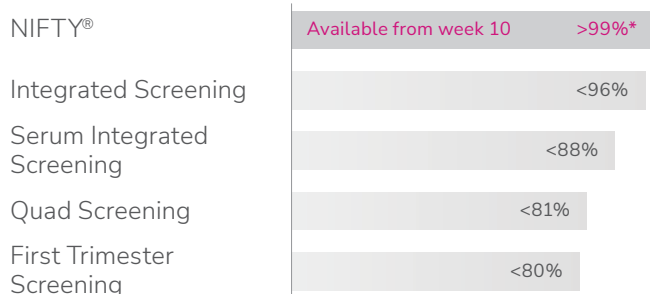 NIFTY® Available from week 10 >99%*
Integrated Screening <96%
Serum Integrated
Screening <88%
Quad Screening <81%
First Trimester
Screening <80%